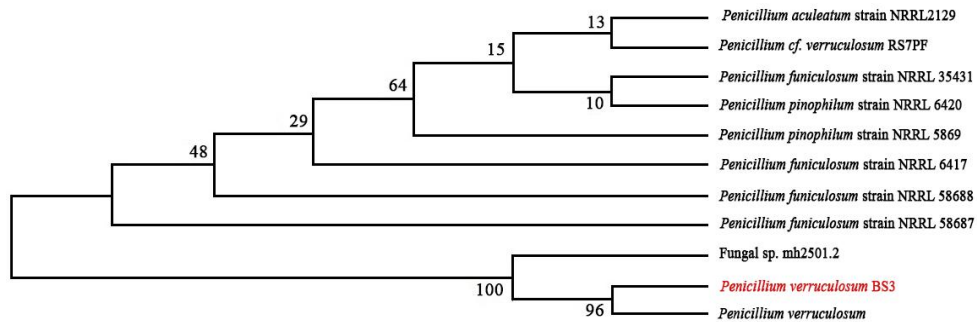 Penicillium aculeatum strain NRRL2129
13
Penicillium cf. verruculosum RS7PF
15
Penicillium funiculosum strain NRRL 35431
64
10
Penicillium pinophilum strain NRRL 6420
29
Penicillium pinophilum strain NRRL 5869
48
Penicillium funiculosum strain NRRL 6417
Penicillium funiculosum strain NRRL 58688
Penicillium funiculosum strain NRRL 58687
Fungal sp. mh2501.2
100
Penicillium verruculosum BS3
96
Penicillium verruculosum